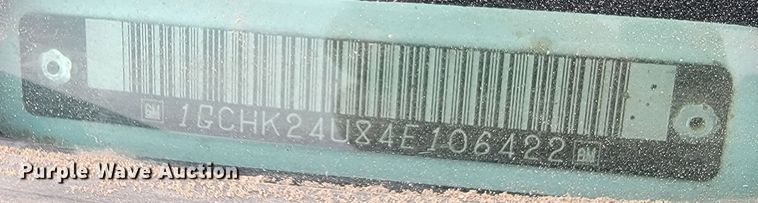 GM 1GCHK24U84E106422 GM
Purple Wave Auction